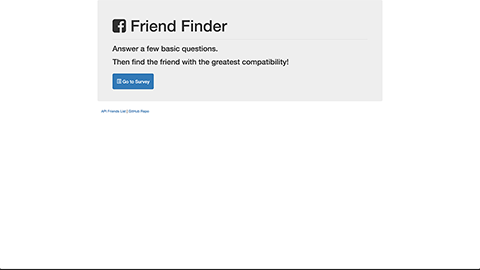 Friend Finder
Answer a few basic questions.
Then find the friend with the greatest compatibility!
Go to Survey
API Friends List | GitHub Repo